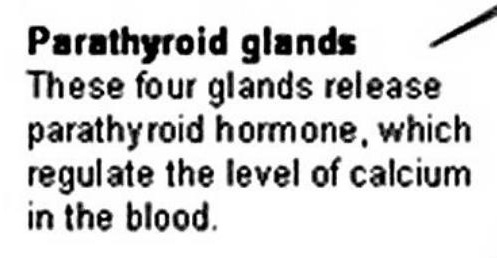 Parathyroid glands
These four glands release
parathyroid hormone, which
regulate the level of calcium
in the blood.